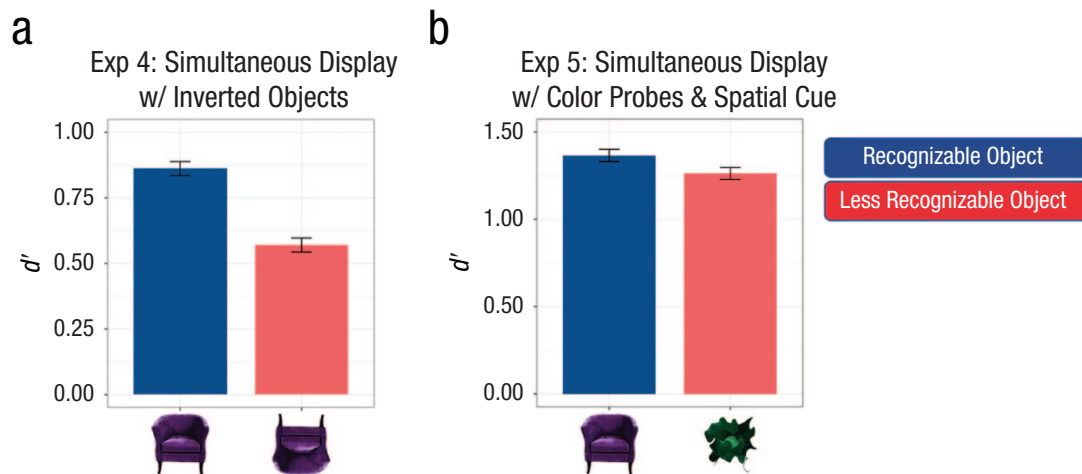 a
Exp 4: Simultaneous Display
w/ Inverted Objects
1.00
0.75
0.50
0.25
0.00
d′
b
Exp 5: Simultaneous Display
w/ Color Probes & Spatial Cue
1.50
1.00
0.50
0.00
d′
Recognizable Object
Less Recognizable Object